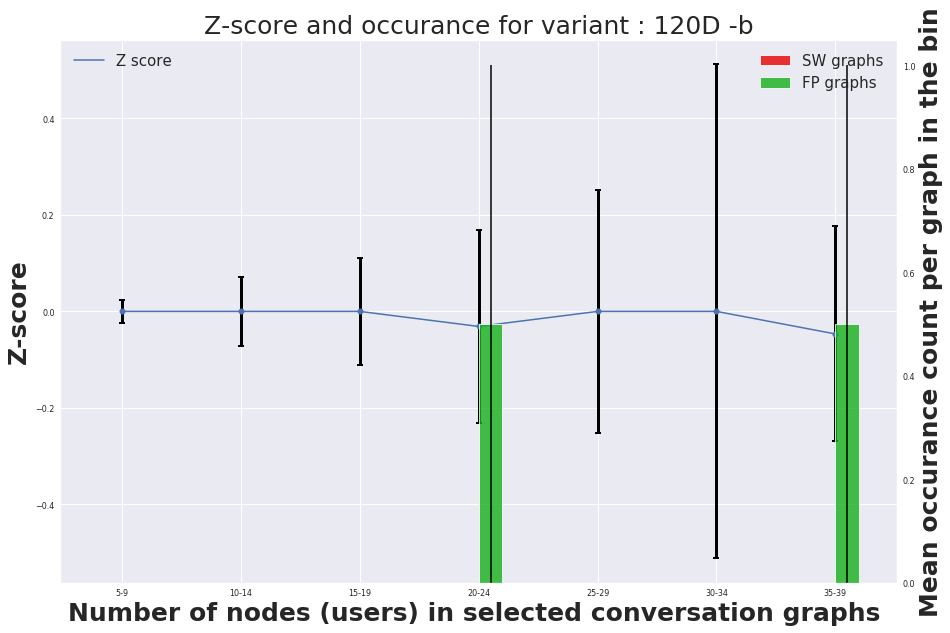 Z-score and occurance for variant : 120D -b
Z score
SW graphs
FP graphs
0.4
0.2
0.0
−0.2
−0.4
Z-score
1.0
0.8
0.6
0.4
0.2
0.0
Mean occurance count per graph in the bin
5-9 10-14 15-19 20-24 25-29 30-34 35-39
Number of nodes (users) in selected conversation graphs